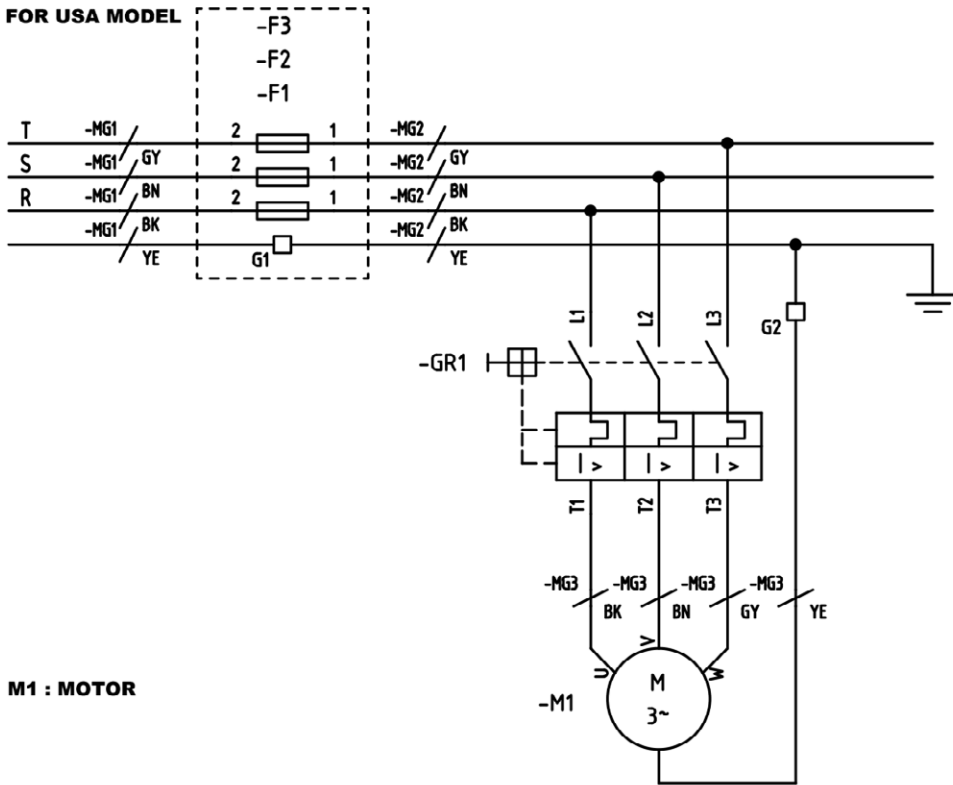 FOR USA MODEL
-F3
-F2
-F1
T -MG1 2 1 -MG2
S -MG1 GY 2 1 -MG2 GY
R -MG1 BN 2 1 -MG2 BN
-MG1 BK -MG2 BK
YE G1 YE
G2
L1 L2 L3
-GR1
I > I > I >
T1 T2 T3
-MG3 -MG3 -MG3 -MG3
BK BN GY YE
U V W
M1 : MOTOR
-M1
M
3~